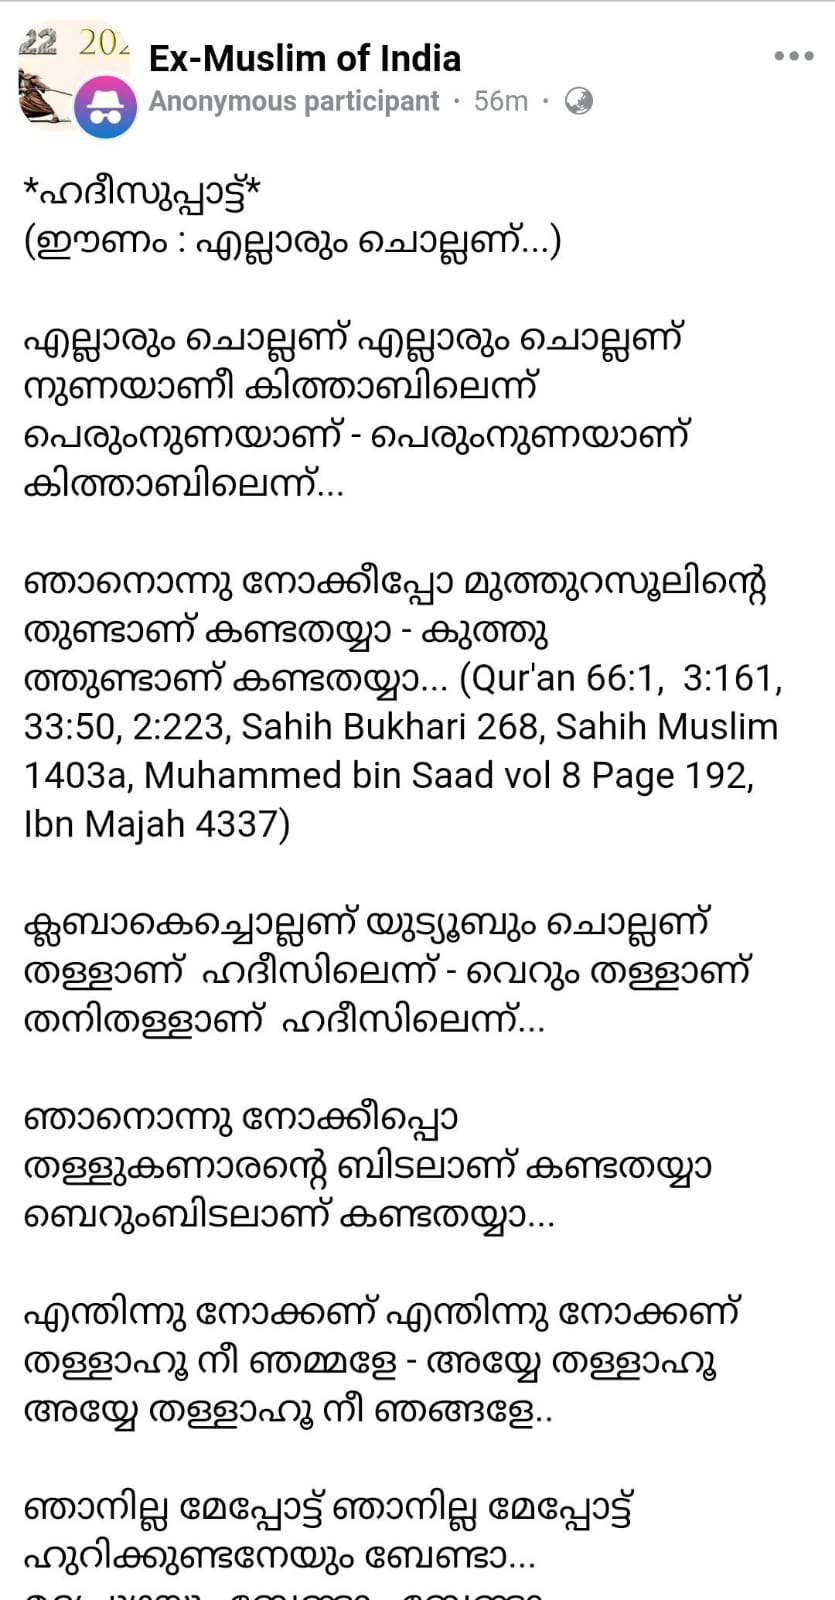 22 202
Ex-Muslim of India
Anonymous participant · 56m ·
*ഹദീസുപ്പാട്ട്*
(ഈണം : എല്ലാരും ചൊല്ലണ്...)
എല്ലാരും ചൊല്ലണ് എല്ലാരും ചൊല്ലണ്
നുണയാണീ കിത്താബിലെന്ന്
പെരുംനുണയാണ് - പെരുംനുണയാണ്
കിത്താബിലെന്ന്...
ഞാനൊന്നു നോക്കീപ്പോ മുത്തുറസൂലിന്റെ
തുണ്ടാണ് കണ്ടതയ്യാ - കുത്തു
ത്തുണ്ടാണ് കണ്ടതയ്യാ... (Qur'an 66:1, 3:161,
33:50, 2:223, Sahih Bukhari 268, Sahih Muslim
1403a, Muhammed bin Saad vol 8 Page 192,
Ibn Majah 4337)
ക്ലബാകെച്ചൊല്ലണ് യുട്യൂബും ചൊല്ലണ്
തള്ളാണ് ഹദീസിലെന്ന് - വെറും തള്ളാണ്
തനിതള്ളാണ് ഹദീസിലെന്ന്...
ഞാനൊന്നു നോക്കീപ്പൊ
തള്ളുകണാരന്റെ ബിടലാണ് കണ്ടതയ്യാ
ബെറുംബിടലാണ് കണ്ടതയ്യാ...
എന്തിന്നു നോക്കണ് എന്തിന്നു നോക്കണ്
തള്ളാഹൂ നീ ഞമ്മളേ - അയ്യേ തള്ളാഹൂ
അയ്യേ തള്ളാഹൂ നീ ഞങ്ങളേ..
ഞാനില്ല മേപ്പോട്ട് ഞാനില്ല മേപ്പോട്ട്
ഹുറിക്കുണ്ടനേയും ബേണ്ടാ...